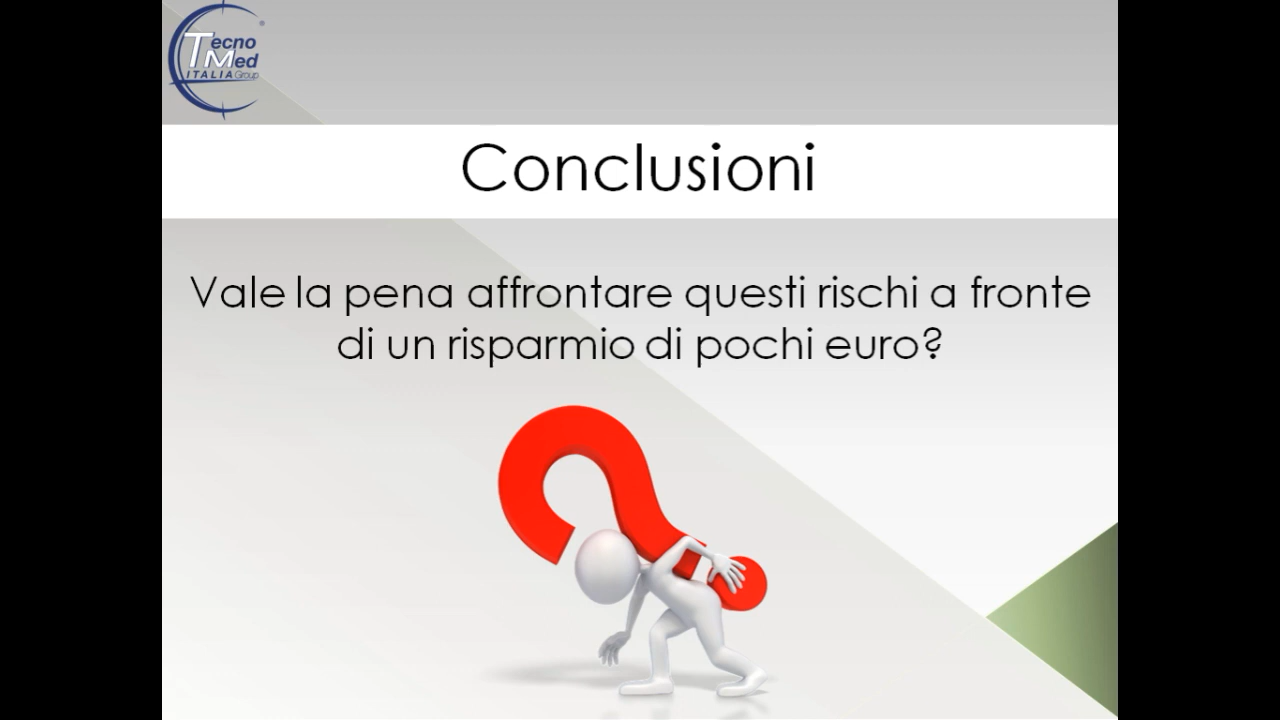 Tecno
Med
ITALIA Group
Conclusioni
Vale la pena affrontare questi rischi a fronte
di un risparmio di pochi euro?